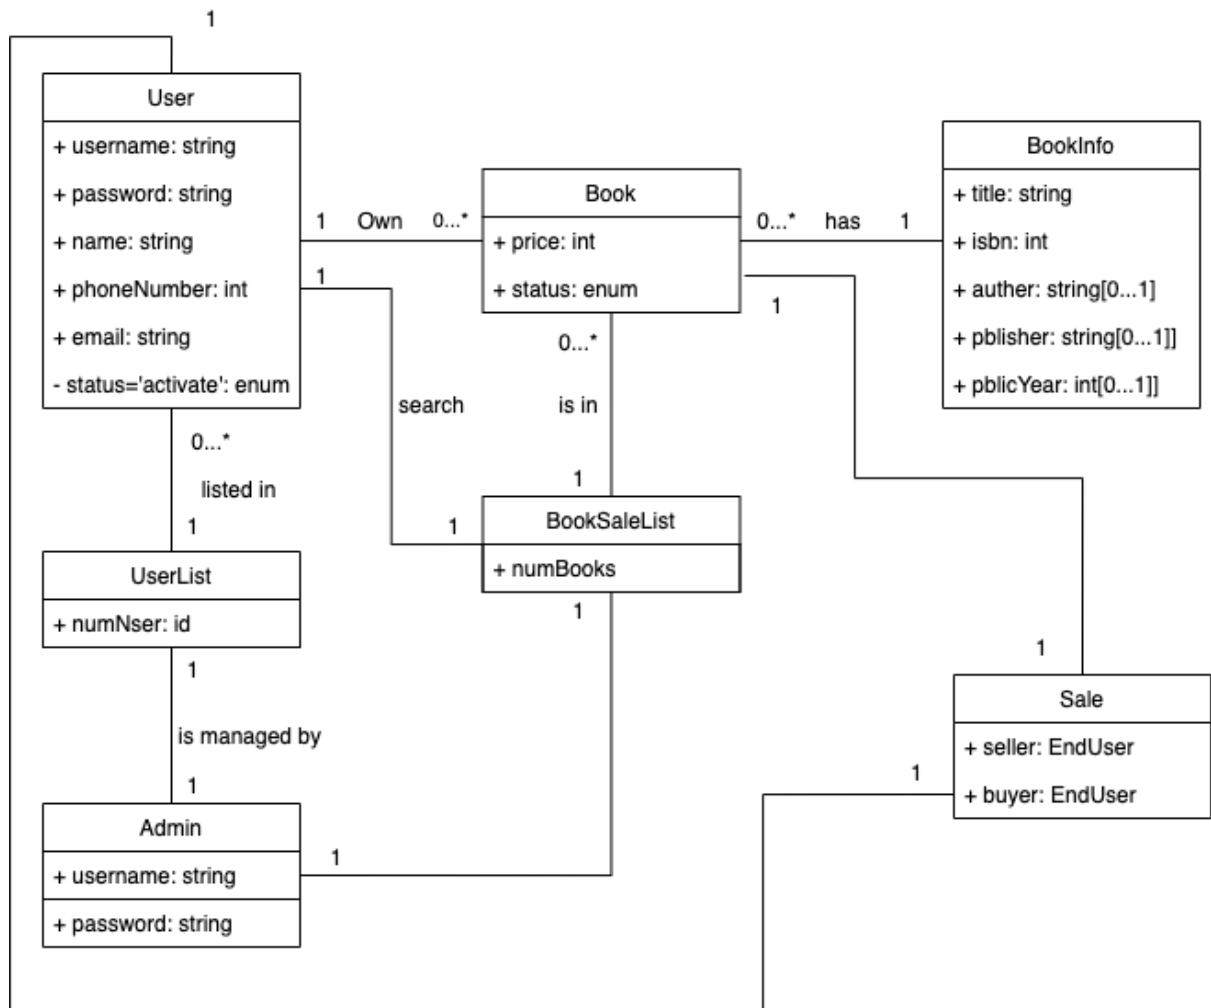 1
User
+ username: string
+ password: string
+ name: string
+ phoneNumber: int
+ email: string
- status='activate': enum
1 Own 0...*
Book
+ price: int
+ status: enum
0...* has 1
BookInfo
+ title: string
+ isbn: int
+ auther: string[0...1]
+ pblisher: string[0...1]]
+ pblicYear: int[0...1]]
1
1
0...*
search
is in
0...*
listed in
1
1
1
BookSaleList
+ numBooks
UserList
+ numNser: id
1
1
1
Sale
+ seller: EndUser
+ buyer: EndUser
is managed by
1
1
Admin
+ username: string
+ password: string
1